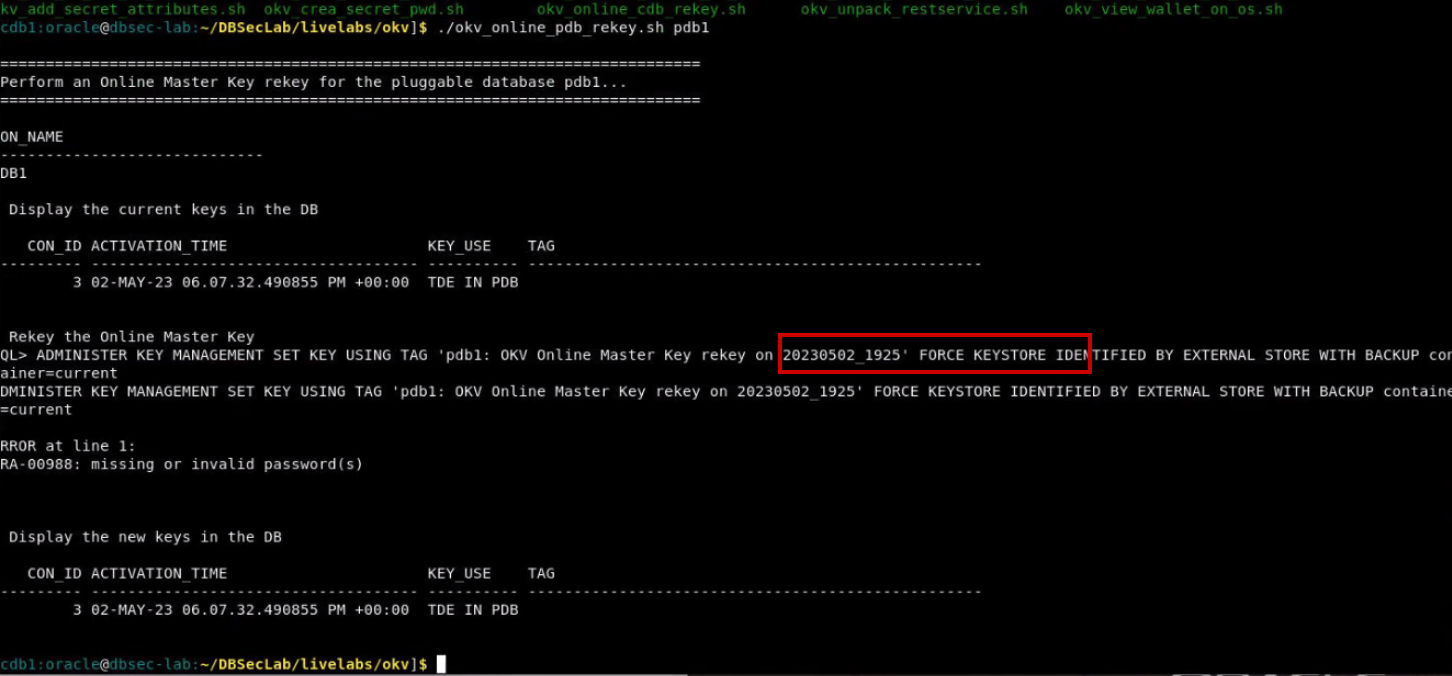 kv_add_secret_attributes.sh okv_crea_secret_pwd.sh okv_online_cdb_rekey.sh okv_unpack_restservice.sh okv_view_wallet_on_os.sh
cdb1:oracle@dbsec-lab:~/DBSecLab/livelabs/okv]$ ./okv_online_pdb_rekey.sh pdb1
=============================================================================
Perform an Online Master Key rekey for the pluggable database pdb1...
=============================================================================
ON_NAME
-----------------------------
DB1
Display the current keys in the DB
CON_ID ACTIVATION_TIME KEY_USE TAG
--------- ------------------------------------ ---------- --------------------------------------------------
3 02-MAY-23 06.07.32.490855 PM +00:00 TDE IN PDB
Rekey the Online Master Key
QL> ADMINISTER KEY MANAGEMENT SET KEY USING TAG 'pdb1: OKV Online Master Key rekey on 20230502_1925' FORCE KEYSTORE IDENTIFIED BY EXTERNAL STORE WITH BACKUP con
ainer=current
DMINISTER KEY MANAGEMENT SET KEY USING TAG 'pdb1: OKV Online Master Key rekey on 20230502_1925' FORCE KEYSTORE IDENTIFIED BY EXTERNAL STORE WITH BACKUP containe
=current
RROR at line 1:
RA-00988: missing or invalid password(s)
Display the new keys in the DB
CON_ID ACTIVATION_TIME KEY_USE TAG
--------- ------------------------------------ ---------- --------------------------------------------------
3 02-MAY-23 06.07.32.490855 PM +00:00 TDE IN PDB
cdb1:oracle@dbsec-lab:~/DBSecLab/livelabs/okv]$